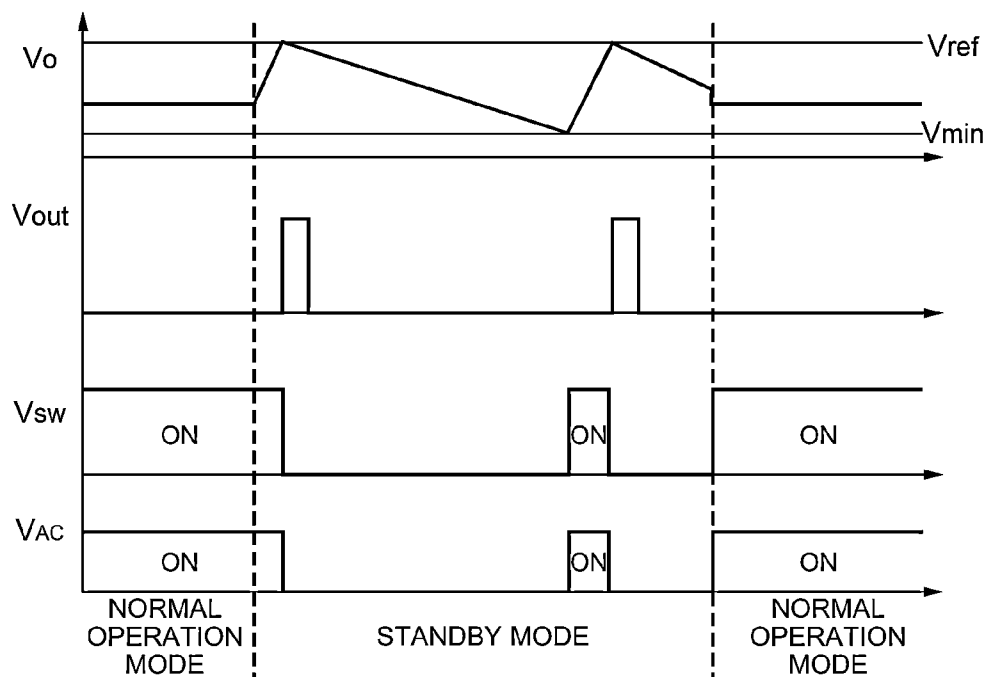 Vo
Vref
Vmin
Vout
Vsw
ON
ON
ON
VAC
ON
ON
ON
NORMAL
OPERATION
MODE
STANDBY MODE
NORMAL
OPERATION
MODE